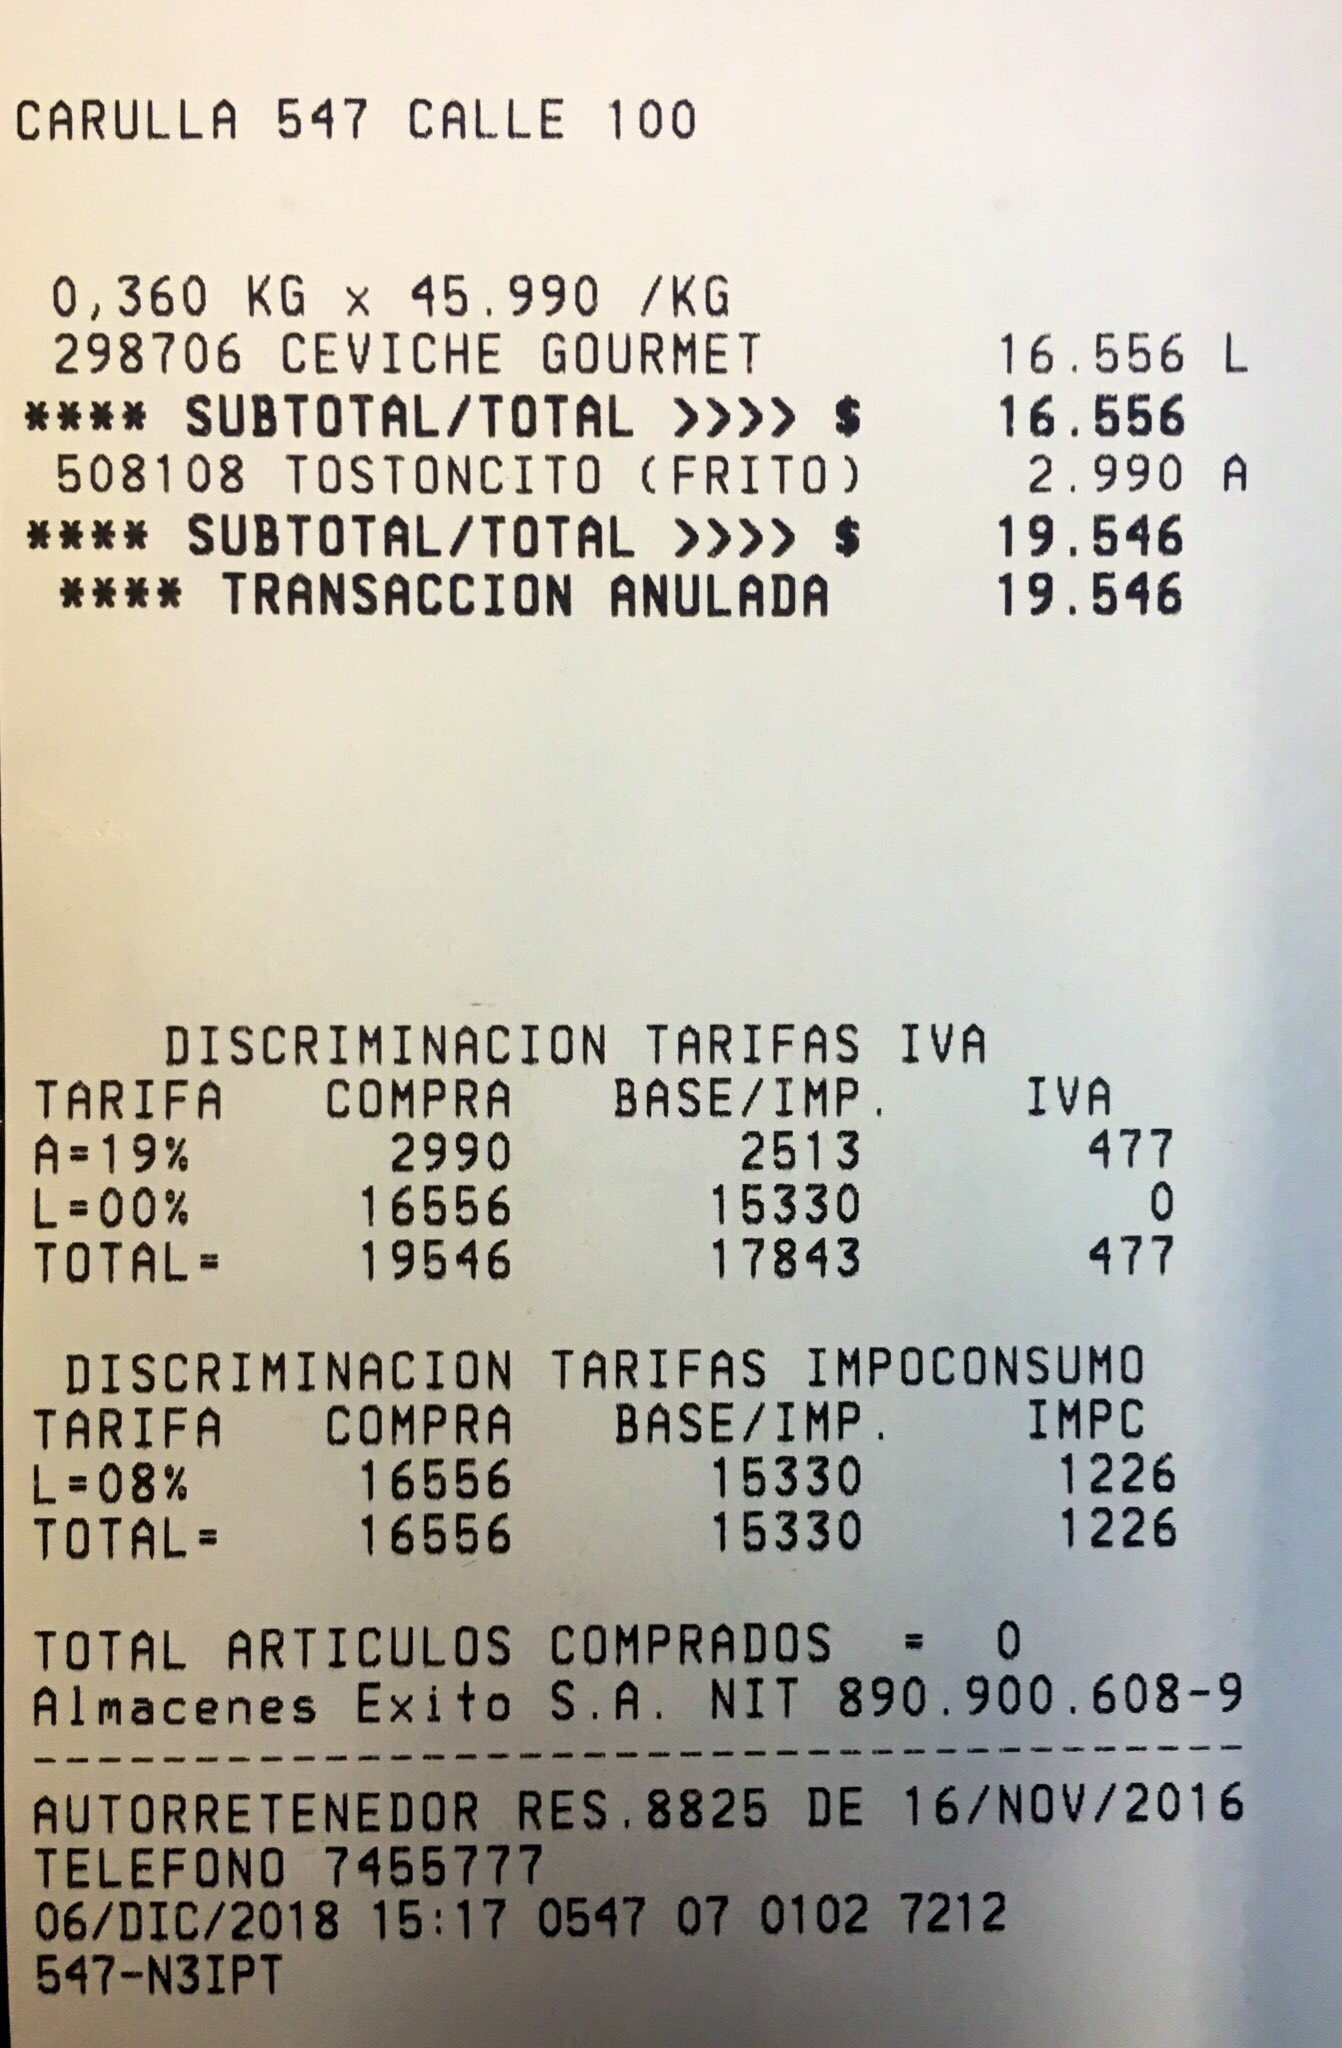 CARULLA 547 CALLE 100
0,360 KG x 45.990 /KG
298706 CEVICHE GOURMET 16.556 L
**** SUBTOTAL/TOTAL >>>> $ 16.556
508108 TOSTONCITO (FRITO) 2.990 A
**** SUBTOTAL/TOTAL >>>> $ 19.546
**** TRANSACCION ANULADA 19.546
DISCRIMINACION TARIFAS IVA
TARIFA COMPRA BASE/IMP. IVA
A=19% 2990 2513 477
L=00% 16556 15330 0
TOTAL= 19546 17843 477
DISCRIMINACION TARIFAS IMPOCONSUMO
TARIFA COMPRA BASE/IMP. IMPC
L=08% 16556 15330 1226
TOTAL= 16556 15330 1226
TOTAL ARTICULOS COMPRADOS = 0
Almacenes Exito S.A. NIT 890.900.608-9
--------------------------------------
AUTORRETENEDOR RES.8825 DE 16/NOV/2016
TELEFONO 7455777
06/DIC/2018 15:17 0547 07 0102 7212
547-N3IPT